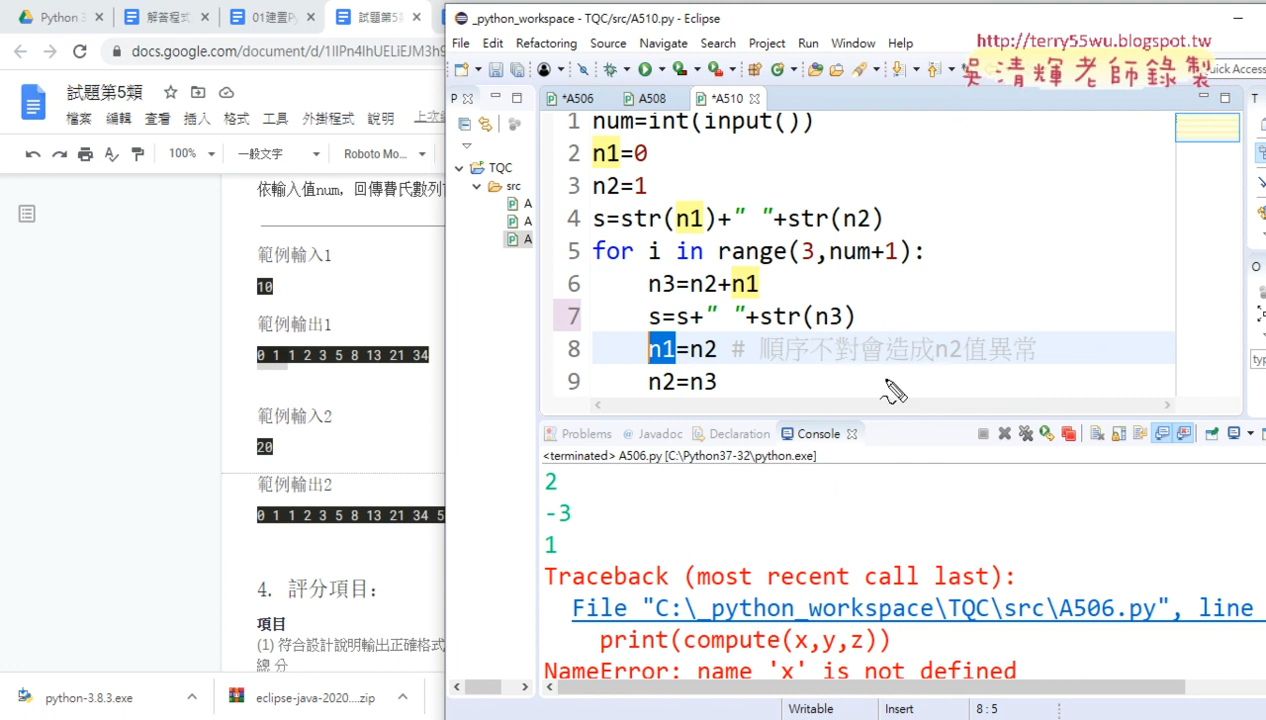 Python 3
解答程式
01建置Py
試題第5類
docs.google.com/document/d/1IIPn4lhUELiEJM3h9
試題第5類
檔案 編輯 查看 插入 格式 工具 外掛程式 說明
100% 一般文字 Roboto Mo...
依輸入值num, 回傳費氏數列
範例輸入1
10
範例輸出1
0 1 1 2 3 5 8 13 21 34
範例輸入2
20
範例輸出2
0 1 1 2 3 5 8 13 21 34 5
4. 評分項目:
項目
(1) 符合設計說明輸出正確格式
總 分
python-3.8.3.exe
eclipse-java-2020....zip
_python_workspace - TQC/src/A510.py - Eclipse
File Edit Refactoring Source Navigate Search Project Run Window Help
http://terry55wu.blogspot.tw
吳清輝老師錄製
Quick Access
P
*A506 A508 *A510
TQC
src
A
A
A
1 num=int(input())
2 n1=0
3 n2=1
4 s=str(n1)+" "+str(n2)
5 for i in range(3,num+1):
6 n3=n2+n1
7 s=s+" "+str(n3)
8 n1=n2 # 順序不對會造成n2值異常
9 n2=n3
T
O
typ
Problems @ Javadoc Declaration Console
<terminated> A506.py [C:\Python37-32\python.exe]
2
-3
1
Traceback (most recent call last):
File "C:\_python_workspace\TQC\src\A506.py", line
print(compute(x,y,z))
NameError: name 'x' is not defined
Writable Insert 8 : 5